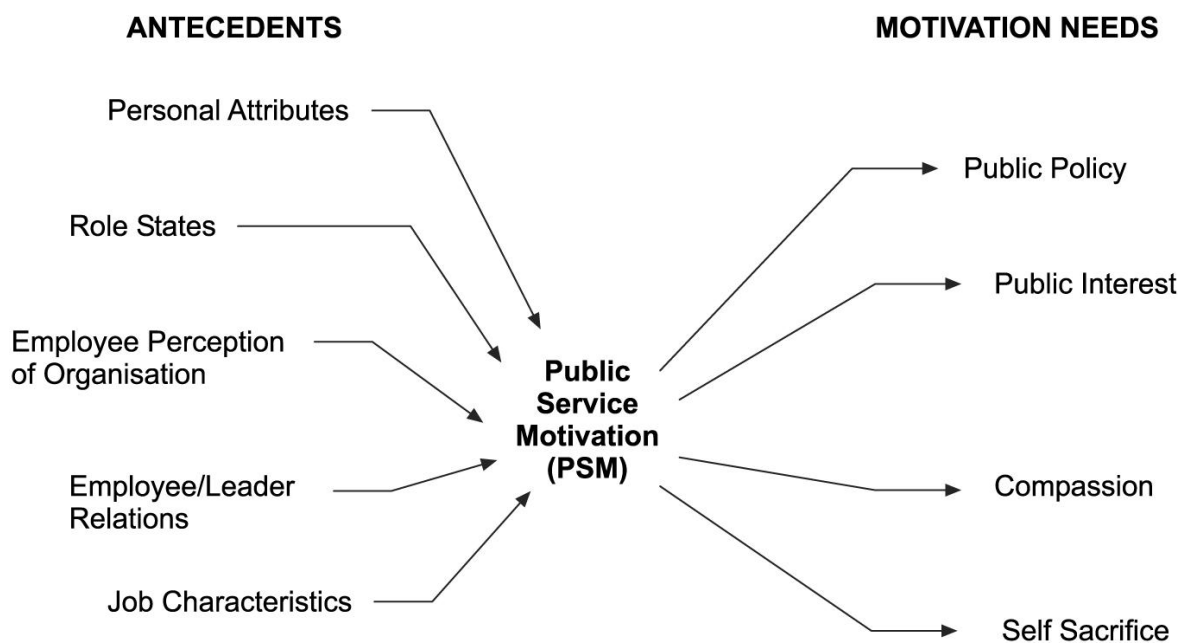 ANTECEDENTS
MOTIVATION NEEDS
Personal Attributes
Role States
Employee Perception
of Organisation
Employee/Leader
Relations
Job Characteristics
Public
Service
Motivation
(PSM)
Public Policy
Public Interest
Compassion
Self Sacrifice